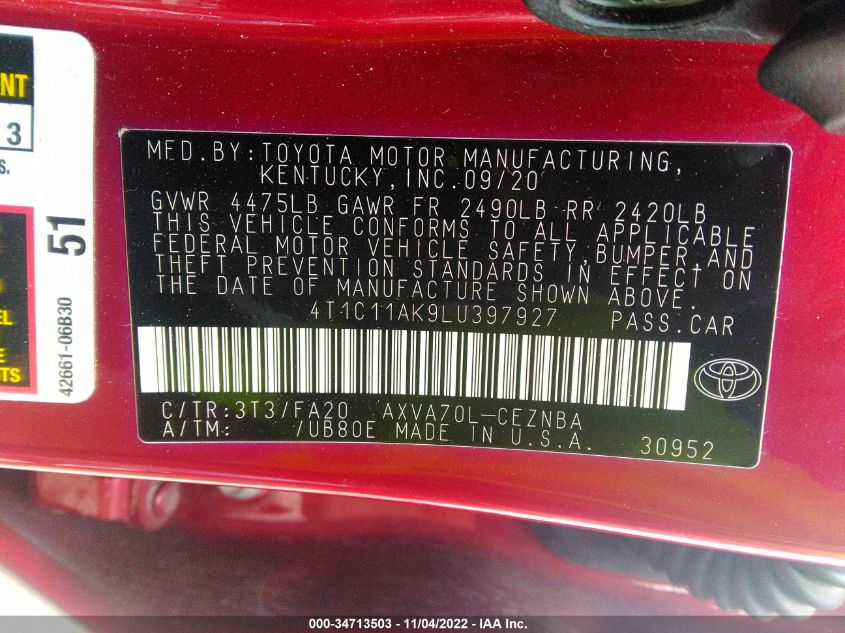 NT
3
S.
51
42661-06B30
EL
E
TS
MFD.BY:TOYOTA MOTOR MANUFACTURING,
KENTUCKY,INC.09/20
GVWR 4475LB GAWR FR 2490LB RR 2420LB
THIS VEHICLE CONFORMS TO ALL APPLICABLE
FEDERAL MOTOR VEHICLE SAFETY,BUMPER,AND
THEFT PREVENTION STANDARDS IN EFFECT ON
THE DATE OF MANUFACTURE SHOWN ABOVE.
4T1C11AK9LU397927 PASS.CAR
C/TR:3T3/FA20 AXVA70L-CEZNBA
A/TM: /UB80E MADE IN U.S.A. 30952
000-34713503 - 11/04/2022 - IAA Inc.